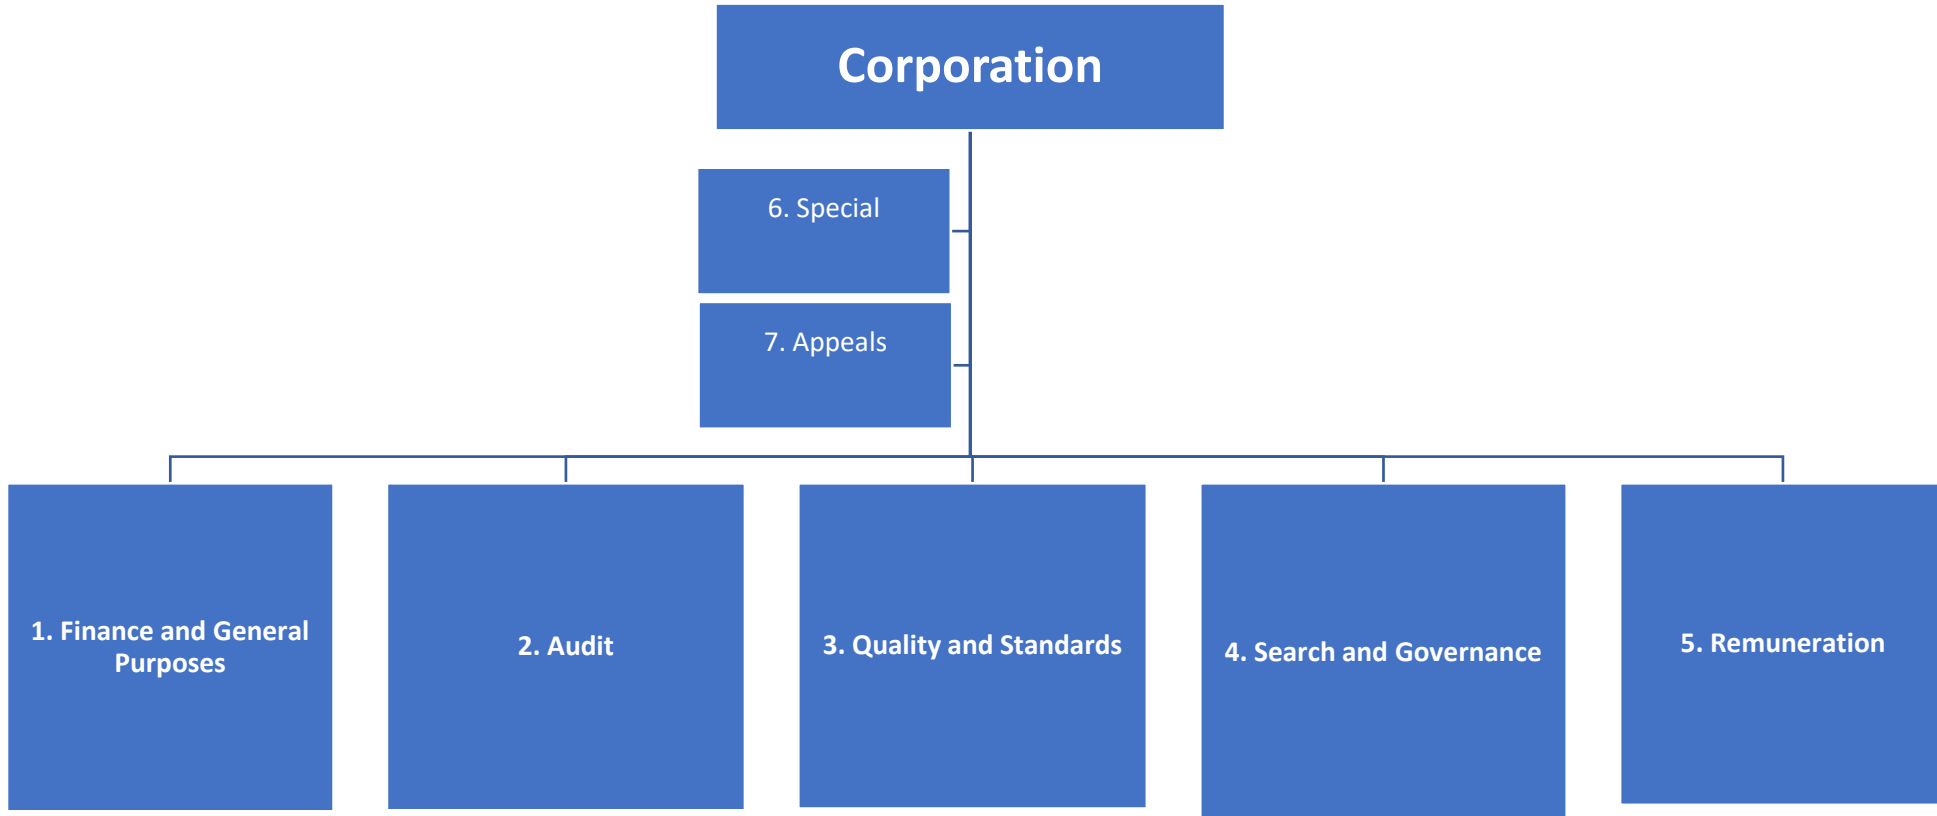 Corporation
6. Special
7. Appeals
1. Finance and General
Purposes
2. Audit
3. Quality and Standards
4. Search and Governance
5. Remuneration